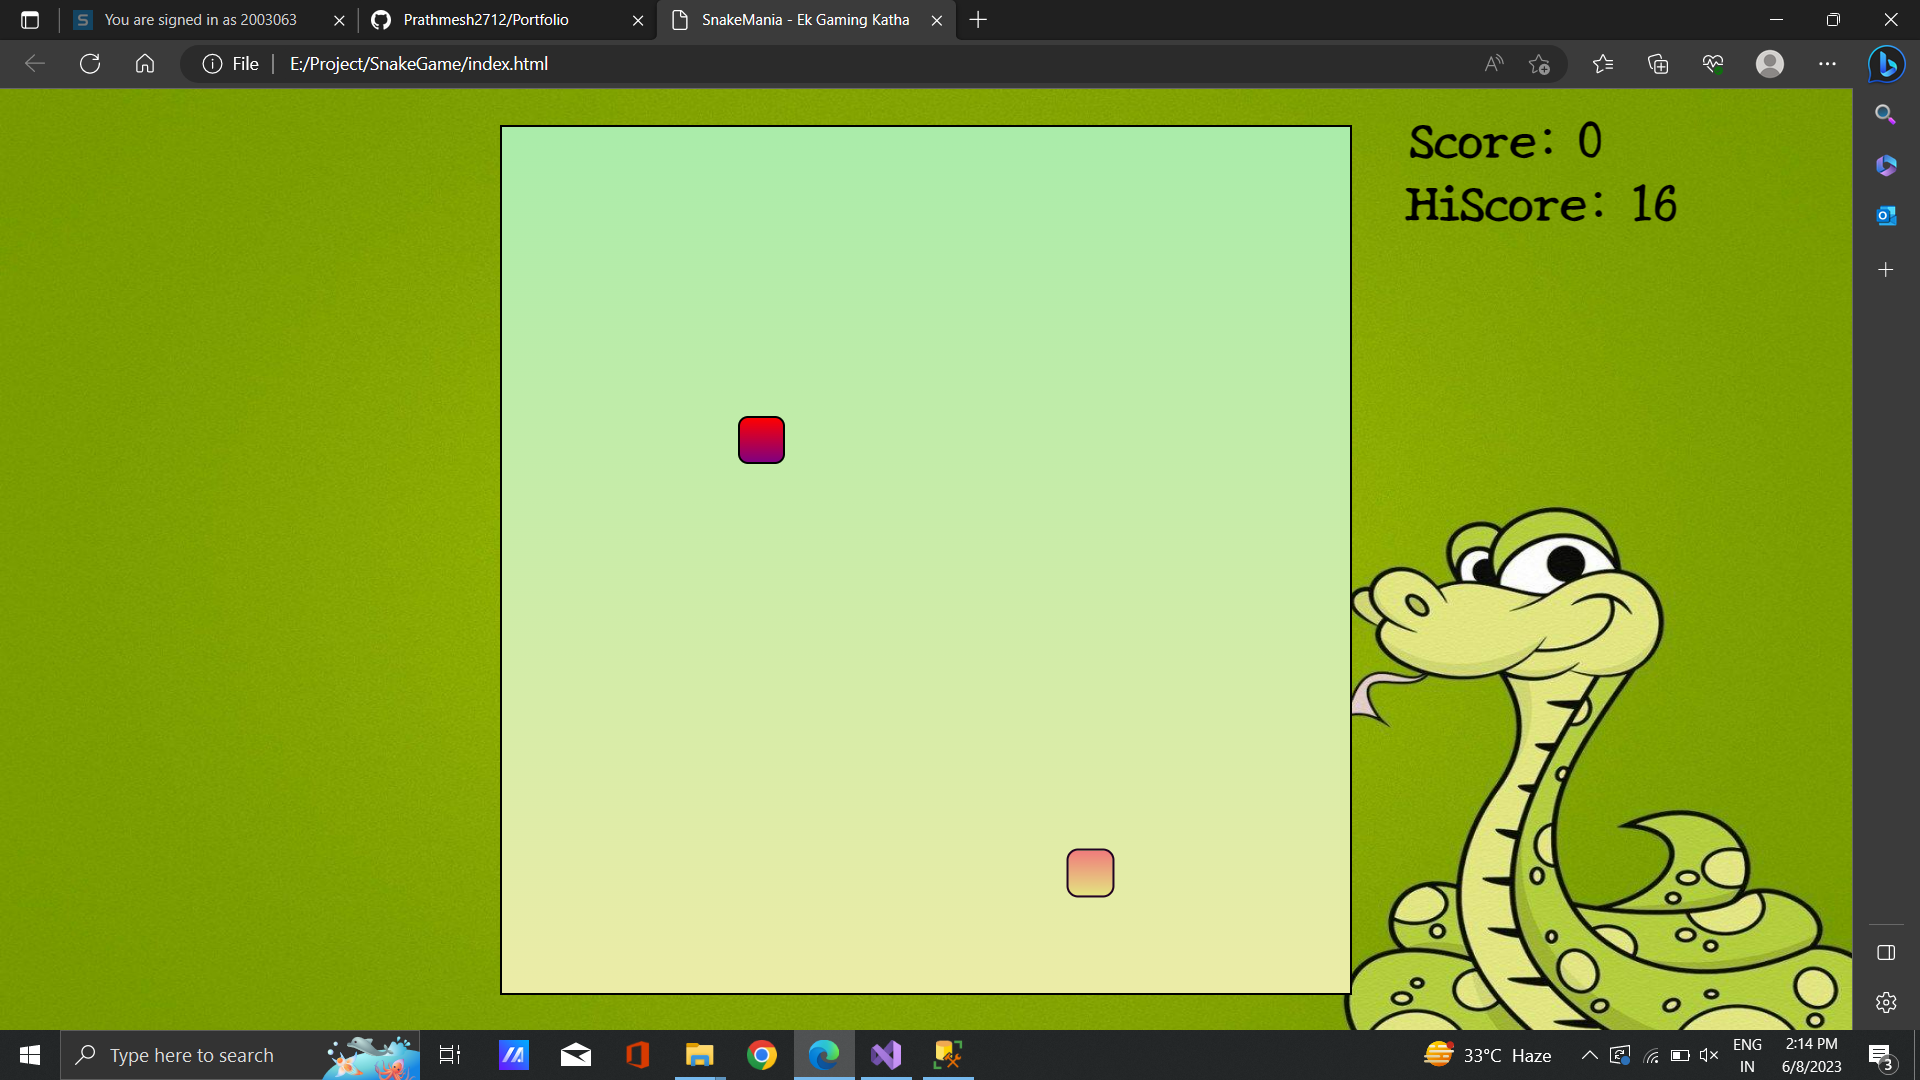 You are signed in as 2003063
Prathmesh2712/Portfolio
SnakeMania - Ek Gaming Katha
File
E:/Project/SnakeGame/index.html
Score: 0
HiScore: 16
Type here to search
33°C Haze
ENG
IN
2:14 PM
6/8/2023
3